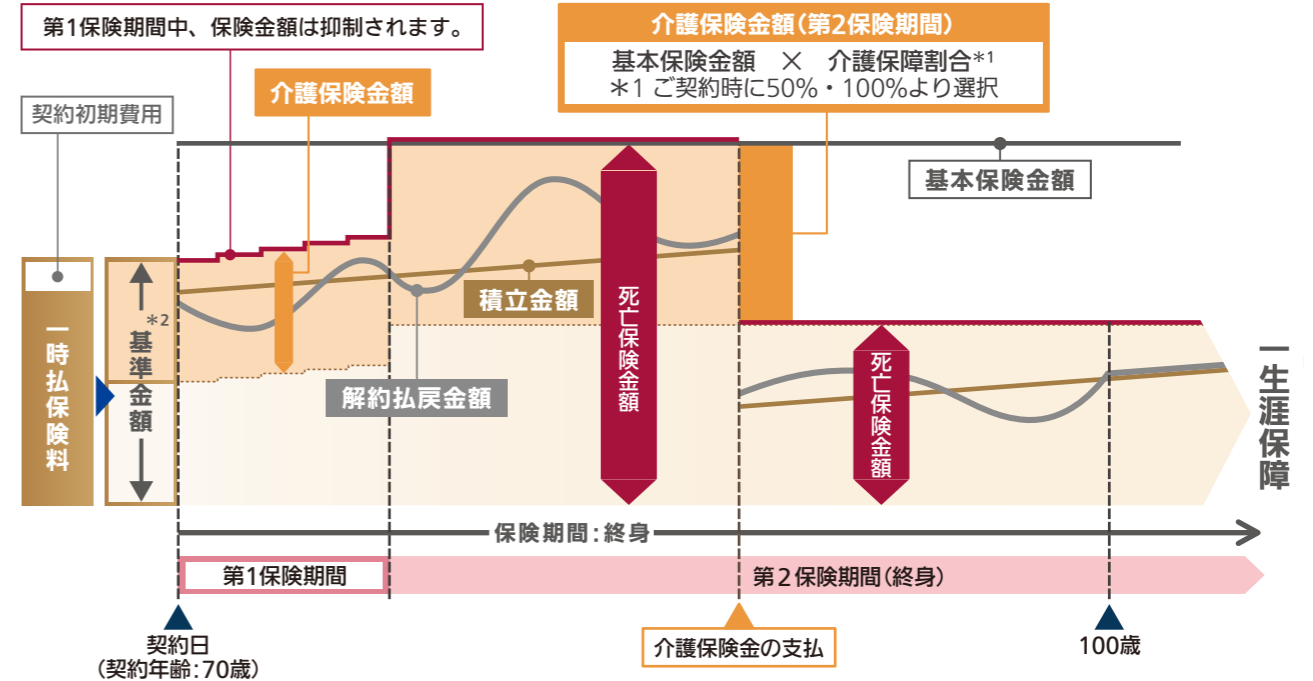 第1保険期間中、保険金額は抑制されます。
介護保険金額(第2保険期間)
基本保険金額 × 介護保障割合*1
*1 ご契約時に50%・100%より選択
介護保険金額
契約初期費用
基本保険金額
一時払保険料
*2
基準金額
積立金額
解約払戻金額
死亡保険金額
死亡保険金額
一生涯保障
保険期間:終身
第1保険期間
第2保険期間(終身)
契約日
(契約年齢:70歳)
介護保険金の支払
100歳